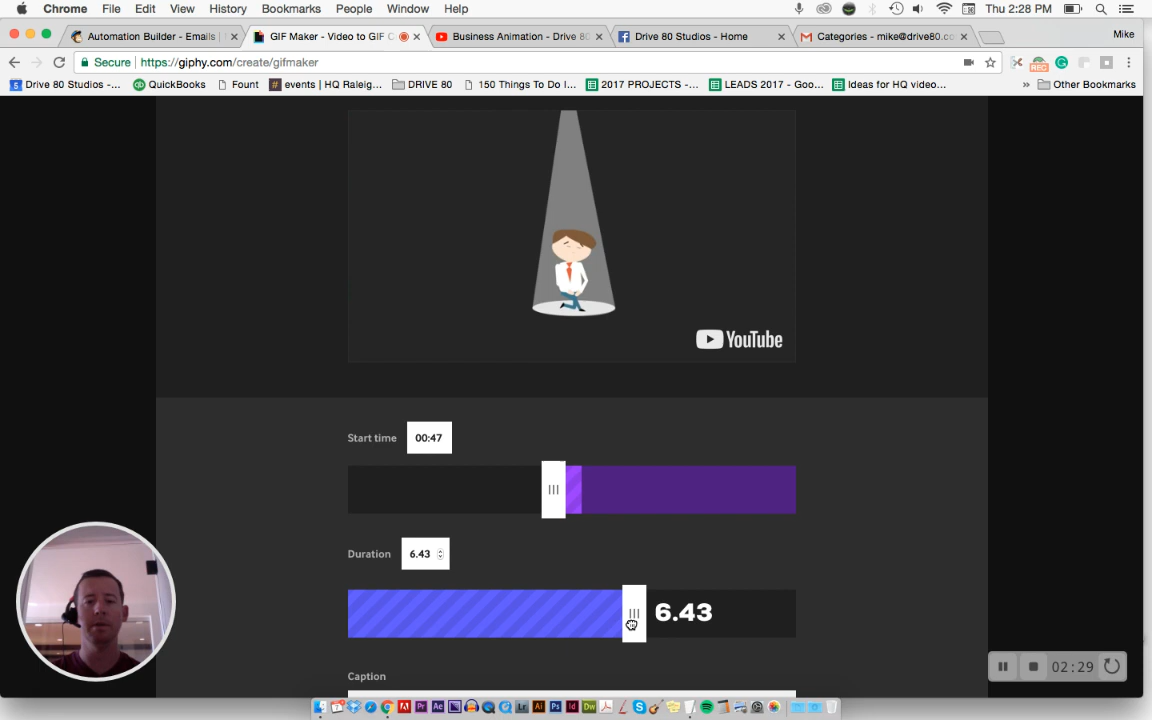 Chrome File Edit View History Bookmarks People Window Help Thu 2:28 PM
Automation Builder - Emails |
GIF Maker - Video to GIF C
Business Animation - Drive 80
Drive 80 Studios - Home
Categories - mike@drive80.co
Mike
Secure | https://giphy.com/create/gifmaker
REC
Drive 80 Studios -... QuickBooks Fount events | HQ Raleig... DRIVE 80 150 Things To Do I... 2017 PROJECTS -... LEADS 2017 - Goo... Ideas for HQ video... » Other Bookmarks
YouTube
Start time 00:47
Duration 6.43
6.43
Caption
02:29